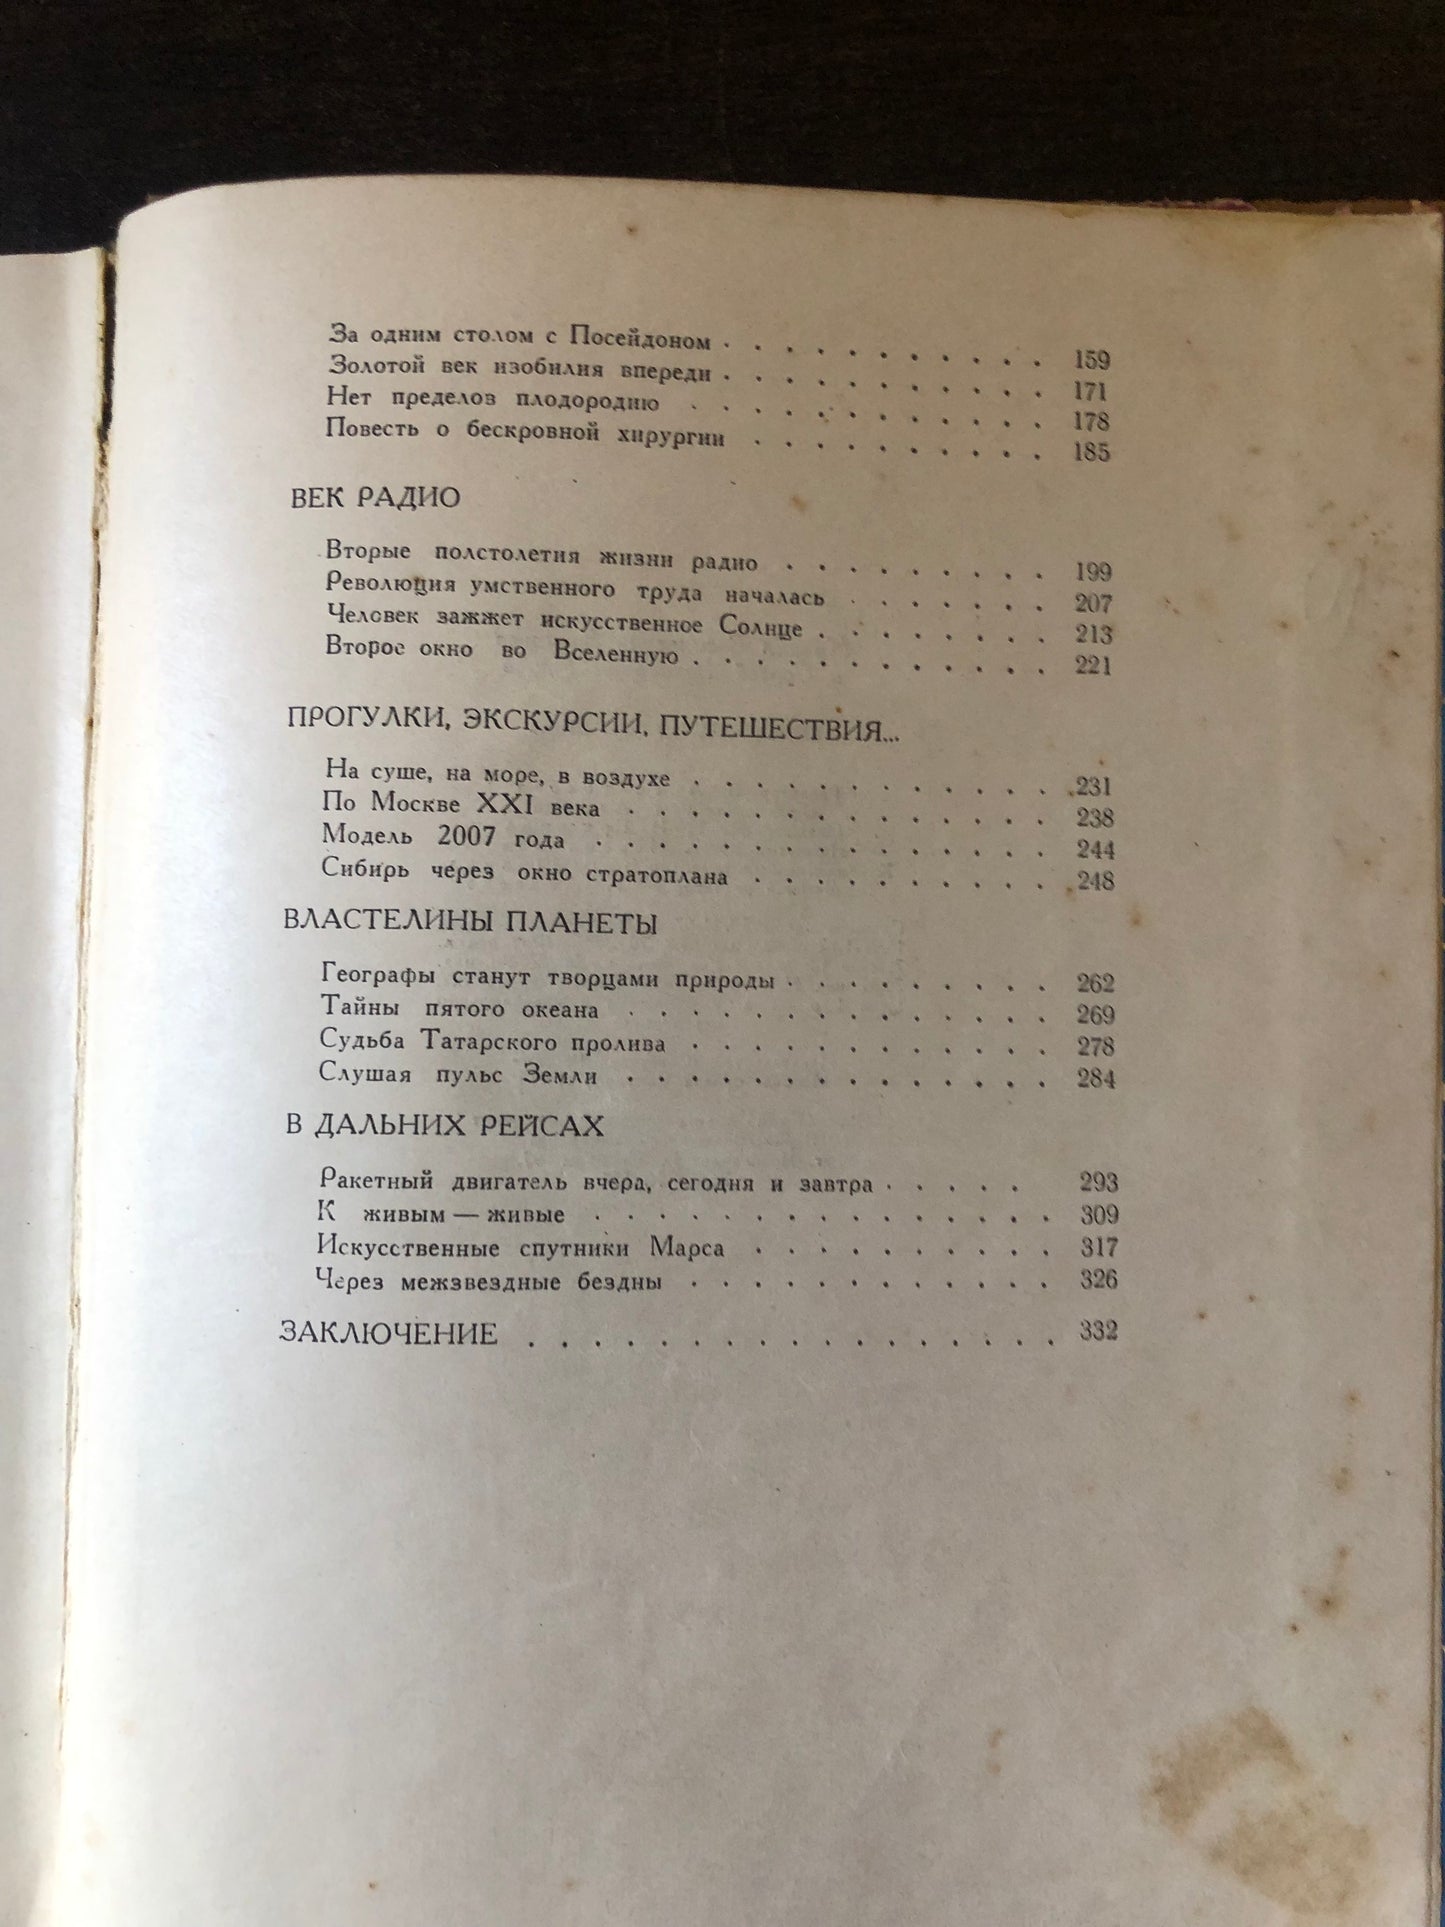 За одним столом с Посейдоном . . . . . . . . . . . 159
Золотой век изобилия впереди . . . . . . . . . . . 171
Нет пределов плодородию . . . . . . . . . . . . 178
Повесть о бескровной хирургии . . . . . . . . . . 185
ВЕК РАДИО
Вторые полстолетия жизни радио . . . . . . . . . 199
Революция умственного труда началась . . . . . . . 207
Человек зажжет искусственное Солнце . . . . . . . . 213
Второе окно во Вселенную . . . . . . . . . . . . 221
ПРОГУЛКИ, ЭКСКУРСИИ, ПУТЕШЕСТВИЯ...
На суше, на море, в воздухе . . . . . . . . . . . . 231
По Москве XXI века . . . . . . . . . . . . . . 238
Модель 2007 года . . . . . . . . . . . . . . . 244
Сибирь через окно стратоплана . . . . . . . . . . 248
ВЛАСТЕЛИНЫ ПЛАНЕТЫ
Географы станут творцами природы . . . . . . . . . 262
Тайны пятого океана . . . . . . . . . . . . . . 269
Судьба Татарского пролива . . . . . . . . . . . . 278
Слушая пульс Земли . . . . . . . . . . . . . . 284
В ДАЛЬНИХ РЕЙСАХ
Ракетный двигатель вчера, сегодня и завтра . . . . . 293
К живым — живые . . . . . . . . . . . . . . . 309
Искусственные спутники Марса . . . . . . . . . . 317
Через межзвездные бездны . . . . . . . . . . . . 326
ЗАКЛЮЧЕНИЕ . . . . . . . . . . . . . . . . . 332